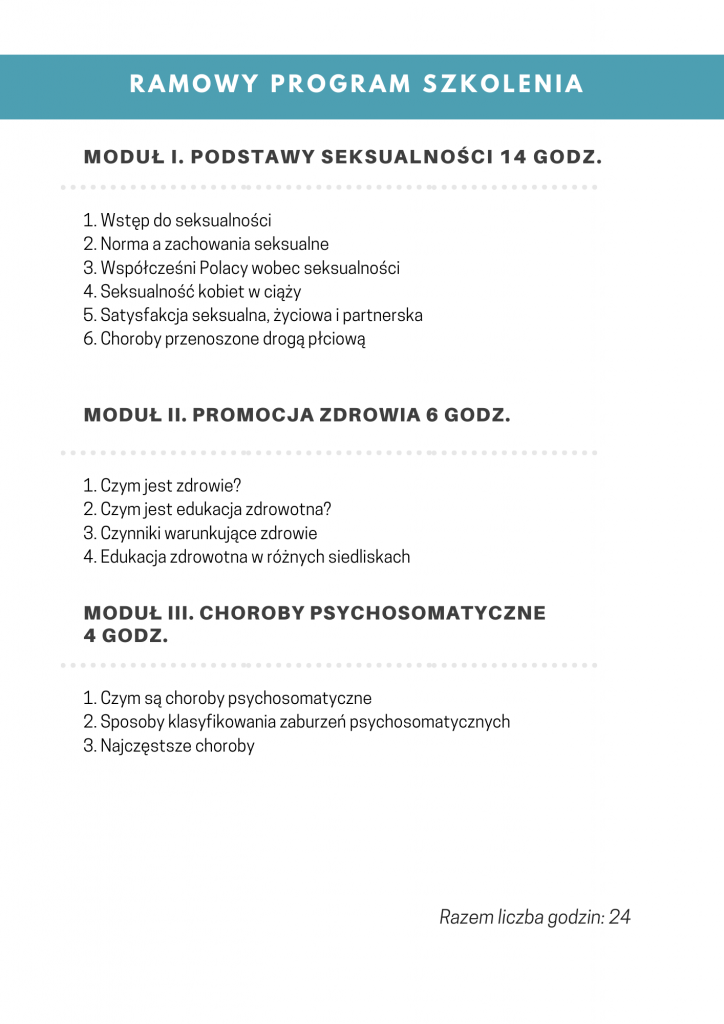 RAMOWY PROGRAM SZKOLENIA
MODUŁ I. PODSTAWY SEKSUALNOŚCI 14 GODZ.
1. Wstęp do seksualności
2. Norma a zachowania seksualne
3. Współcześni Polacy wobec seksualności
4. Seksualność kobiet w ciąży
5. Satysfakcja seksualna, życiowa i partnerska
6. Choroby przenoszone drogą płciową
MODUŁ II. PROMOCJA ZDROWIA 6 GODZ.
1. Czym jest zdrowie?
2. Czym jest edukacja zdrowotna?
3. Czynniki warunkujące zdrowie
4. Edukacja zdrowotna w różnych siedliskach
MODUŁ III. CHOROBY PSYCHOSOMATYCZNE
4 GODZ.
1. Czym są choroby psychosomatyczne
2. Sposoby klasyfikowania zaburzeń psychosomatycznych
3. Najczęstsze choroby
Razem liczba godzin: 24